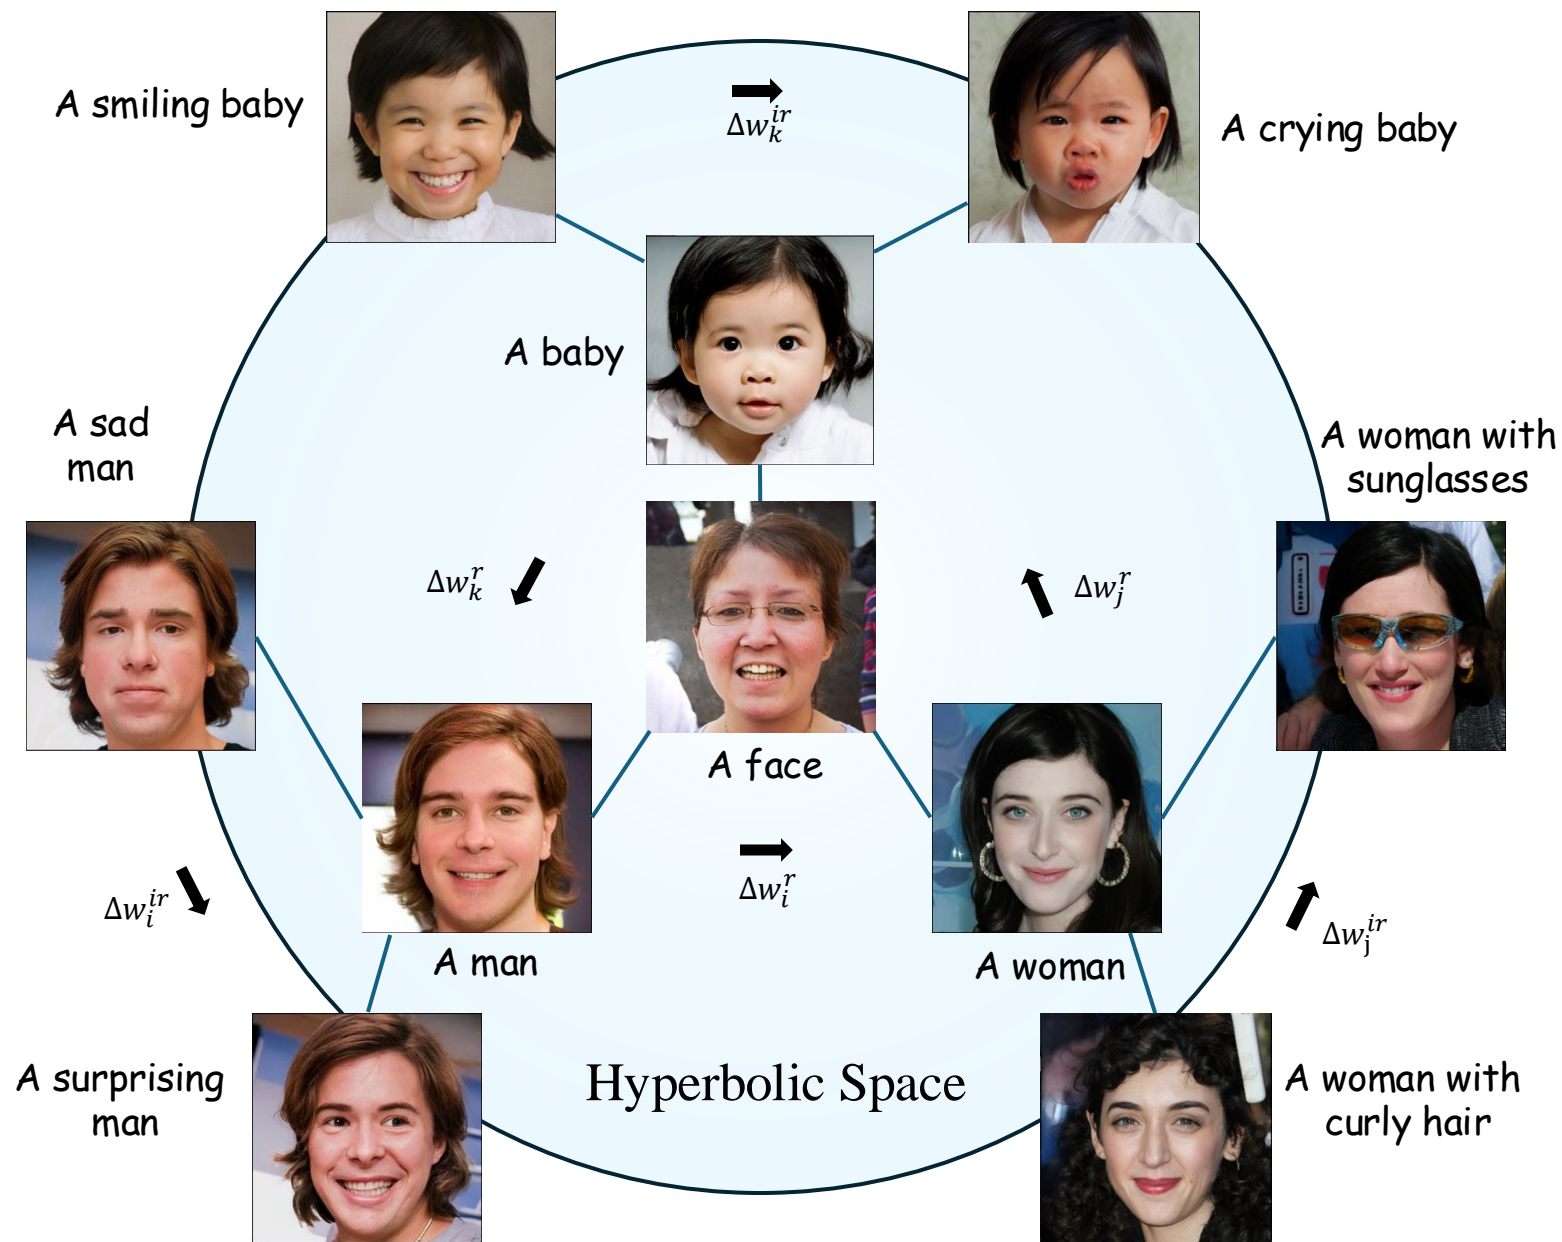 A smiling baby
Δw_k^{ir}
A crying baby
A baby
A sad
man
A woman with
sunglasses
Δw_k^r
Δw_j^r
A face
Δw_i^r
Δw_i^{ir}
Δw_j^{ir}
A man
A woman
Hyperbolic Space
A surprising
man
A woman with
curly hair